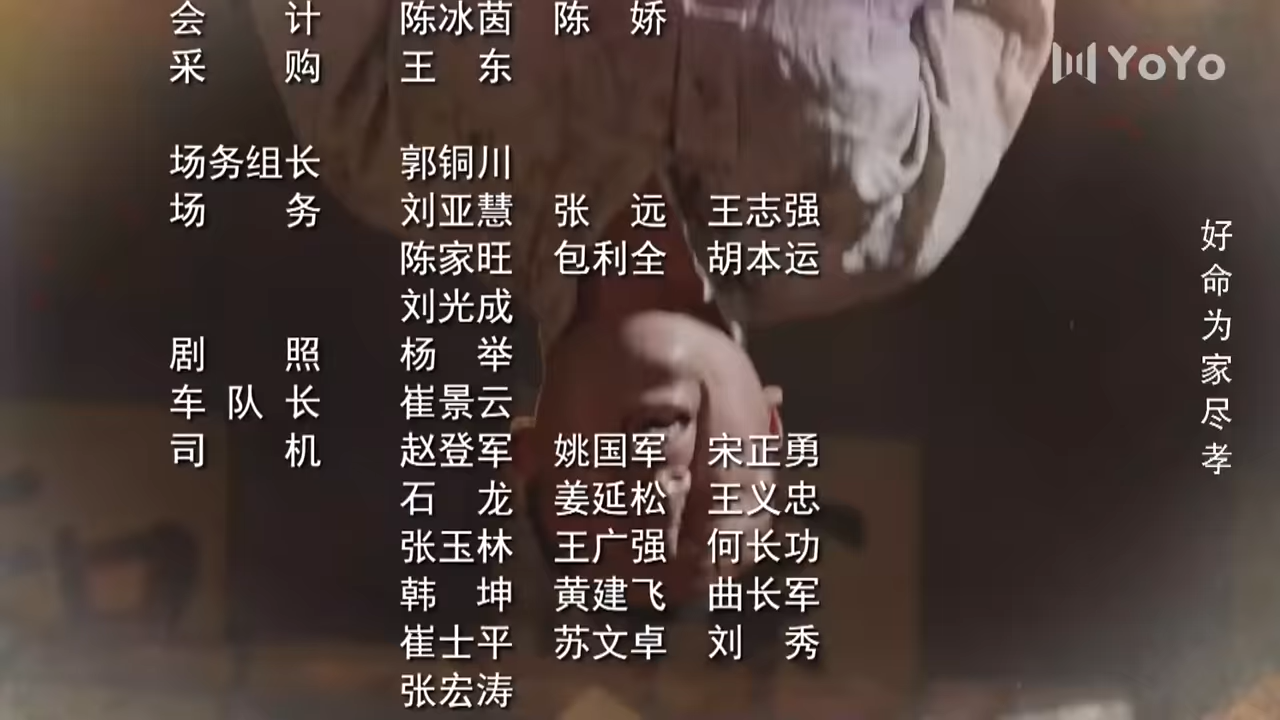 会计 陈冰茵 陈娇
采购 王东
场务组长 郭铜川
场务 刘亚慧 张远 王志强
陈家旺 包利全 胡本运
刘光成
剧照 杨举
车队长 崔景云
司机 赵登军 姚国军 宋正勇
石龙 姜延松 王义忠
张玉林 王广强 何长功
韩坤 黄建飞 曲长军
崔士平 苏文卓 刘秀
张宏涛
YoYo
好命为家尽孝